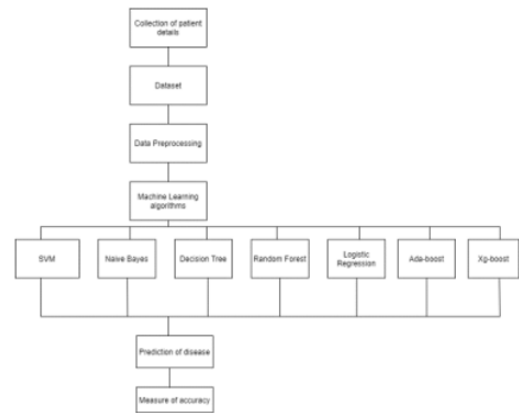 Collection of patient
details
Dataset
Data Preprocessing
Machine Learning
algorithms
SVM
Naive Bayes
Decision Tree
Random Forest
Logistic
Regression
Ada-boost
Xg-boost
Prediction of disease
Measure of accuracy